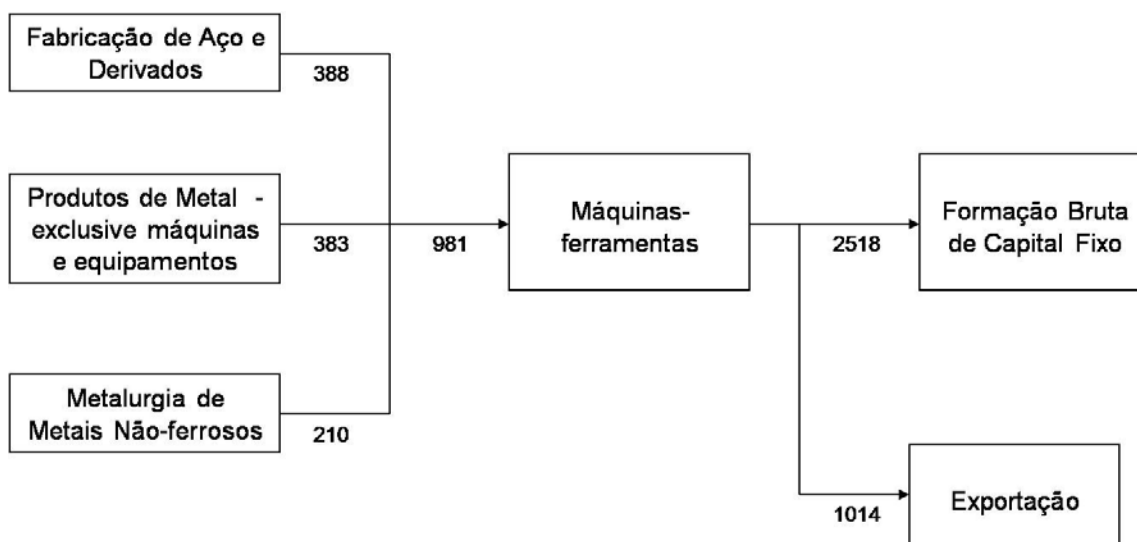 Fabricação de Aço e
Derivados
388
Produtos de Metal -
exclusive máquinas
e equipamentos
383
981
Máquinas-
ferramentas
2518
Formação Bruta
de Capital Fixo
Metalurgia de
Metais Não-ferrosos
210
1014
Exportação